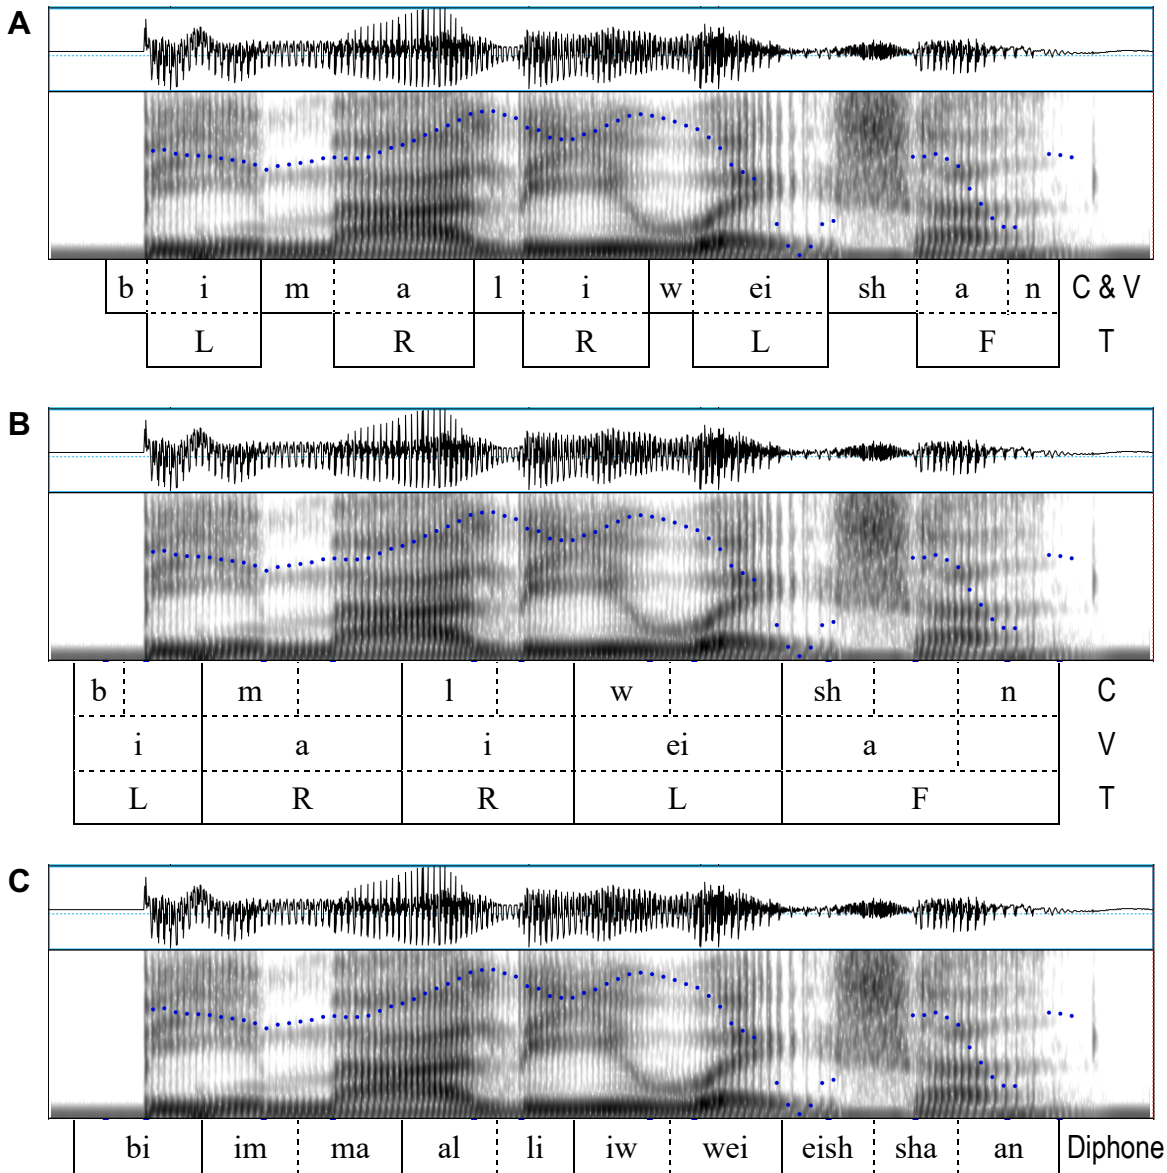 A
b i m a l i w ei sh a n C & V
L R R L F T
B
b m l w sh n C
i a i ei a V
L R R L F T
C
bi im ma al li iw wei eish sha an Diphone